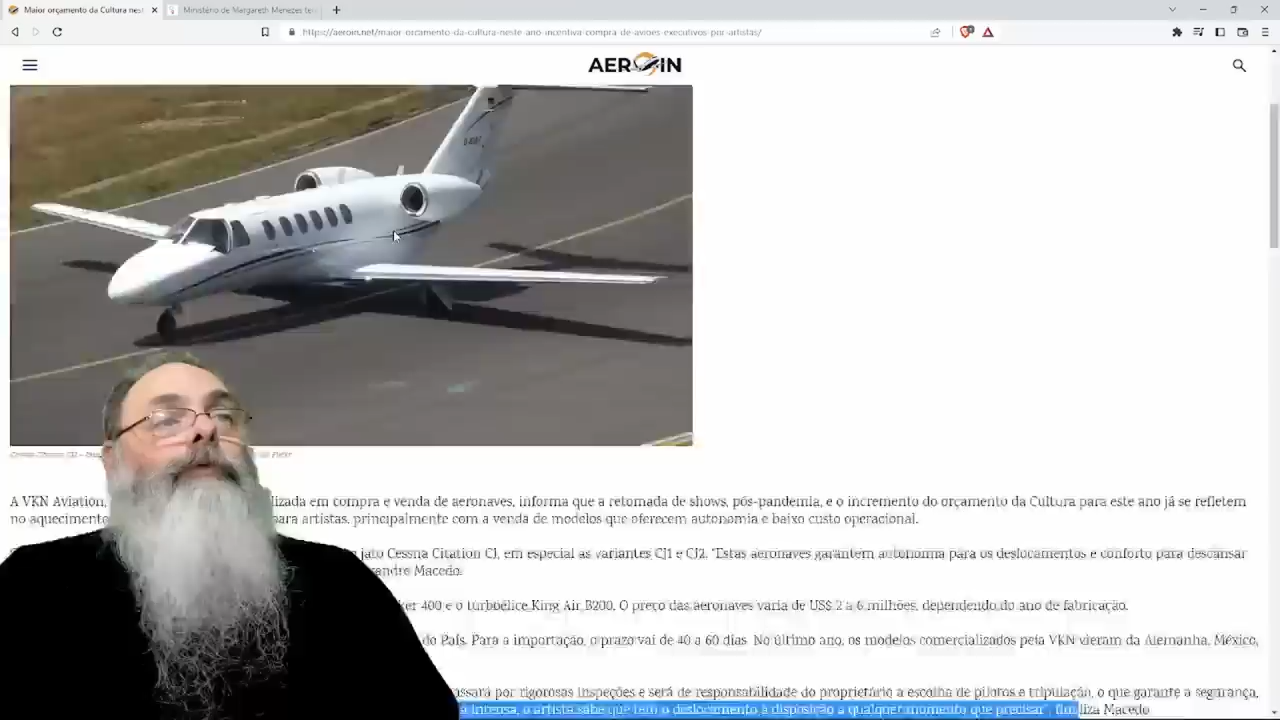 Maior orçamento da Cultura nest
Ministério de Margareth Menezes te
https://aeroin.net/maior-orcamento-da-cultura-neste-ano-incentiva-compra-de-avioes-executivos-por-artistas/
AEROIN
A VKN Aviation, lizada em compra e venda de aeronaves, informa que a retomada de shows, pós-pandemia, e o incremento do orçamento da Cultura para este ano já se refletem
no aquecimento ara artistas, principalmente com a venda de modelos que oferecem autonomia e baixo custo operacional.
jato Cessna Citation CJ, em especial as variantes CJ1 e CJ2. "Estas aeronaves garantem autonomia para os deslocamentos e conforto para descansar
andre Macedo.
er 400 e o turboélice King Air B200. O preço das aeronaves varia de US$ 2 a 6 milhões, dependendo do ano de fabricação.
do País. Para a importação, o prazo vai de 40 a 60 dias. No último ano, os modelos comercializados pela VKN vieram da Alemanha, México,
assará por rigorosas inspeções e será de responsabilidade do proprietário a escolha de pilotos e tripulação, o que garante a segurança,
intensa, o artista sabe que tem o deslocamento à disposição a qualquer momento que precisar", finaliza Macedo.